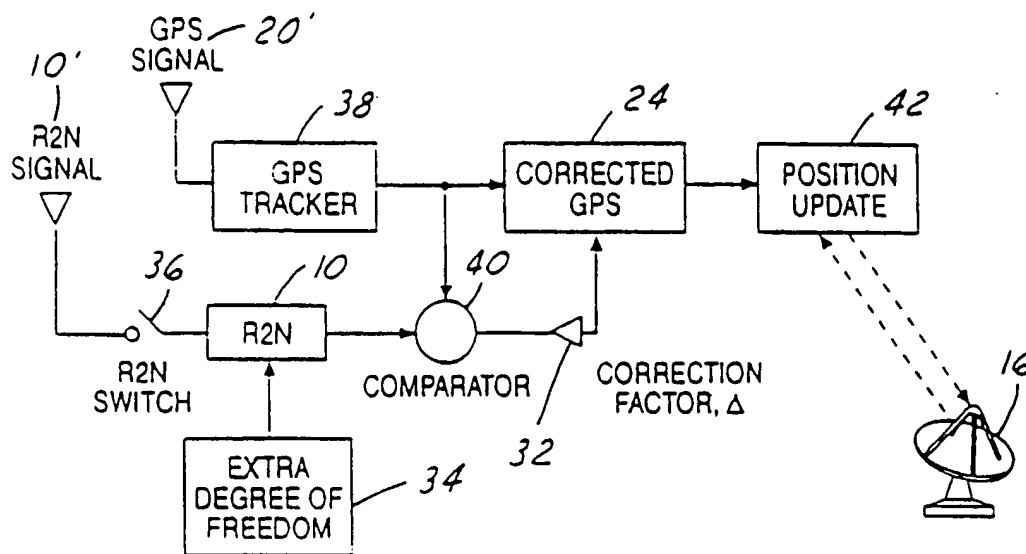 GPS
SIGNAL
20'
10'
R2N
SIGNAL
38
GPS
TRACKER
24
CORRECTED
GPS
42
POSITION
UPDATE
36
R2N
SWITCH
10
R2N
40
COMPARATOR
32
CORRECTION
FACTOR, Δ
16
EXTRA
DEGREE OF
FREEDOM
34